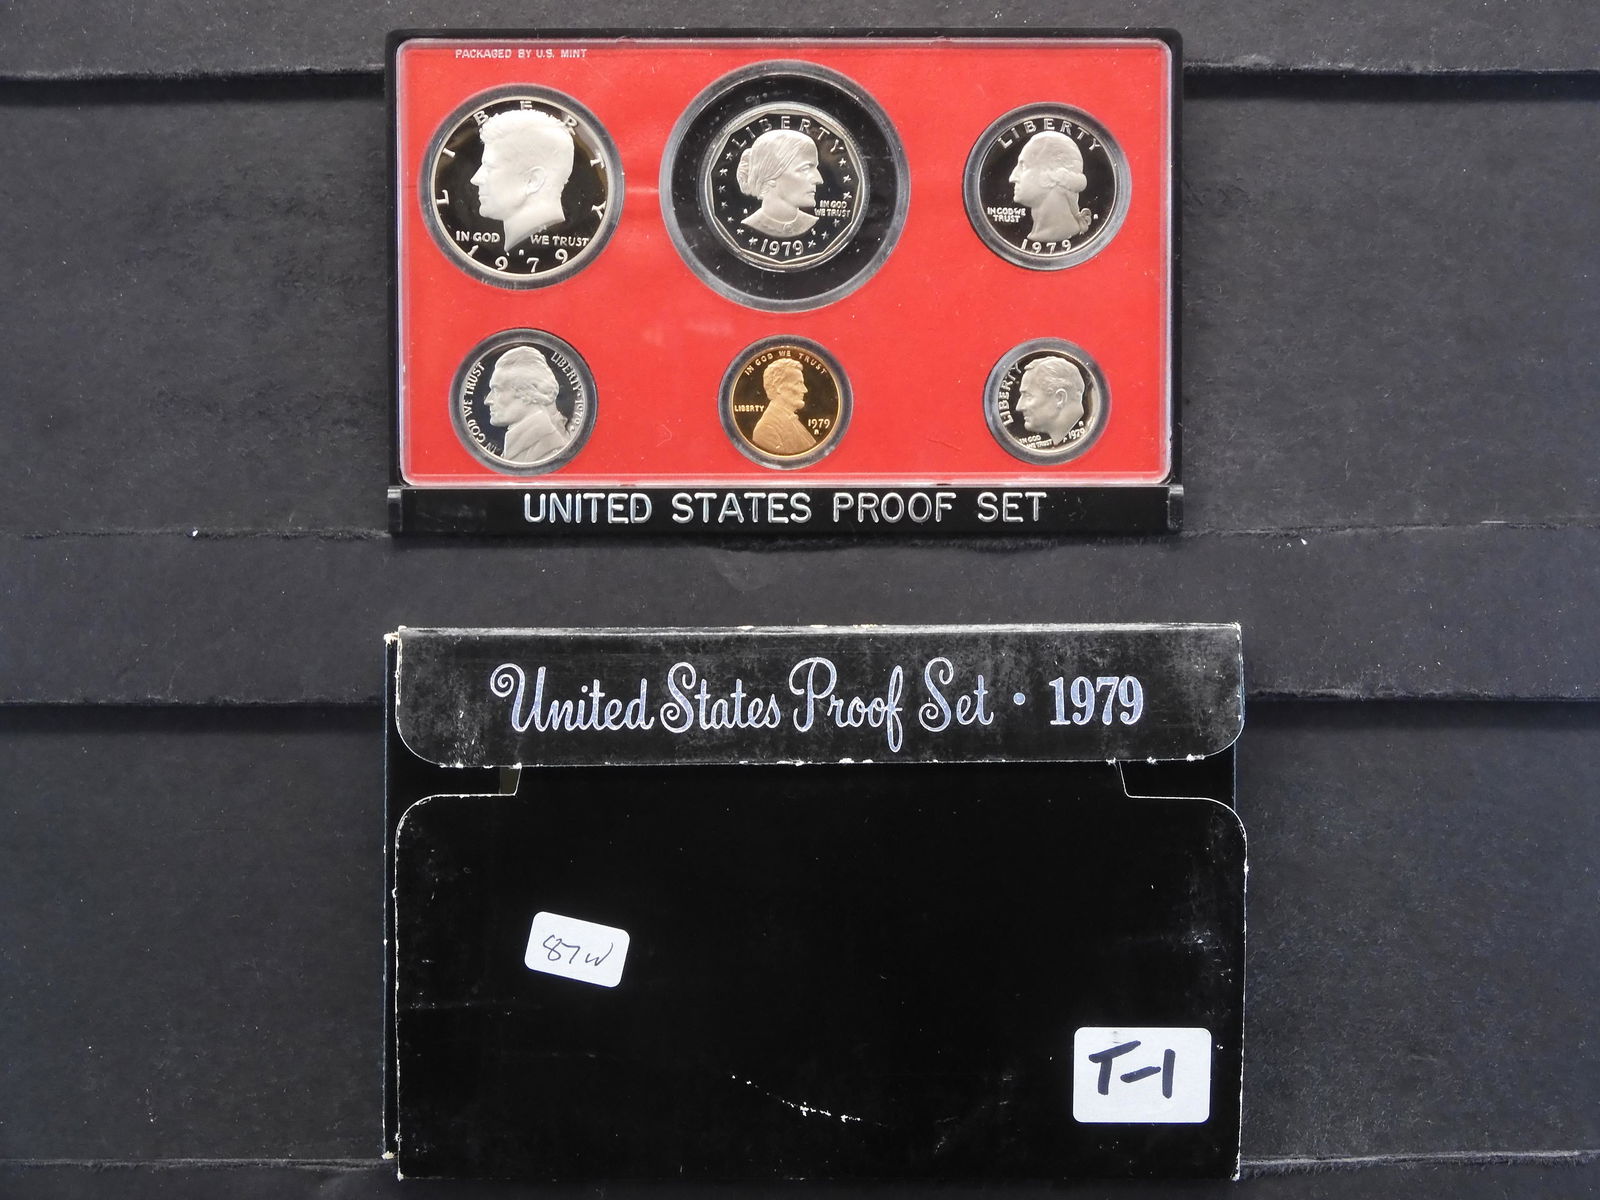 PACKAGED BY U.S. MINT
LIBERTY
IN GOD WE TRUST
1979
LIBERTY
IN GOD
WE TRUST
1979
LIBERTY
IN GOD WE
TRUST
1979
IN GOD WE TRUST
LIBERTY · 1979
IN GOD WE TRUST
LIBERTY
1979
LIBERTY
IN GOD
WE TRUST
1979
UNITED STATES PROOF SET
United States Proof Set · 1979
87W
T-1